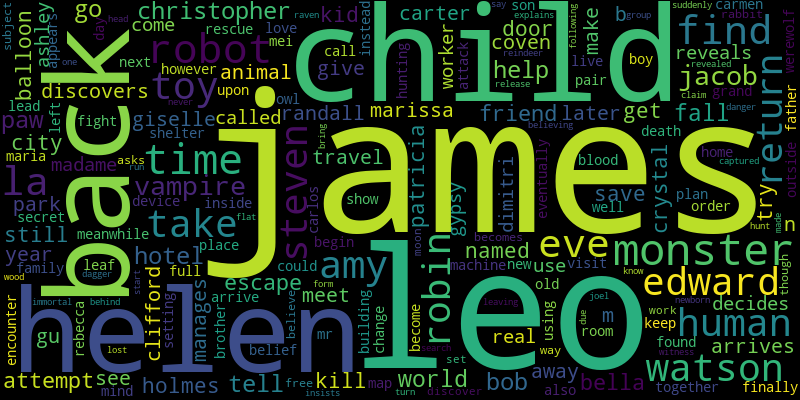 james
child
leo
helen
back
monster
edward
human
watson
find
return
jacob
bella
steven
robot
toy
time
take
vampire
la
amy
eve
robin
patricia
crystal
gypsy
dimitri
christopher
kid
randall
called
marissa
friend
later
get
fall
help
door
coven
carter
worker
make
go
come
ashley
balloon
discovers
paw
city
park
still
year
madame
giselle
animal
however
upon
owl
shelter
mei
love
rescue
son
call
give
instead
appears
next
day
lead
left
fight
maria
asks
run
device
secret
meanwhile
family
hotel
place
inside
travel
show
carlos
begin
could
escape
meet
named
use
new
machine
becomes
moon
blood
well
save
try
outside
father
home
death
plan
order
reveals
live
pair
boy
hunting
attack
group
b
carmen
rabbit
say
raven
explains
following
suddenly
revealed
reindeer
release
werewolf
grand
danger
claim
never
one
head
subject
bring
believing
eventually
captured
n
visit
old
using
real
world
bob
away
also
way
set
room
m
found
work
keep
together
finally
decides
arrives
though
made
hunt
know
joel
due
newborn
witness
leaving
search
discover
turn
map
become
change
building
believe
brother
arrive
full
form
free
mr
insists
belief
kill
tell
holmes
mind
see
attempt
gu
leaf
rebecca
clifford
setting
manages
encounter
wood
immortal
behind
dagger
lost
start
flat